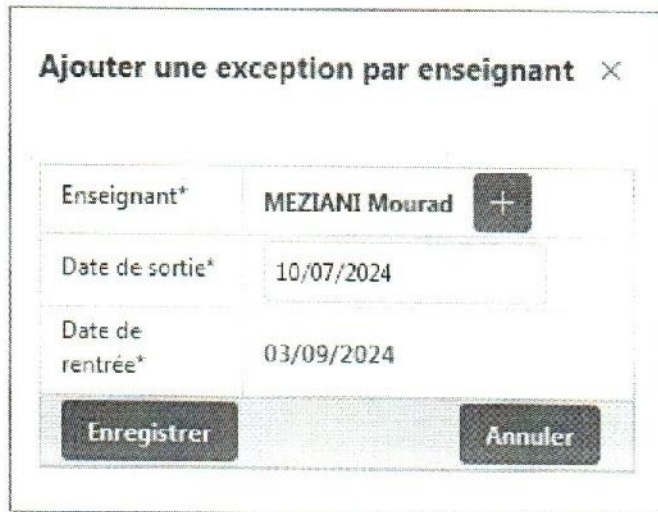 Ajouter une exception par enseignant ×
Enseignant* MEZIANI Mourad +
Date de sortie* 10/07/2024
Date de
rentrée* 03/09/2024
Enregistrer Annuler